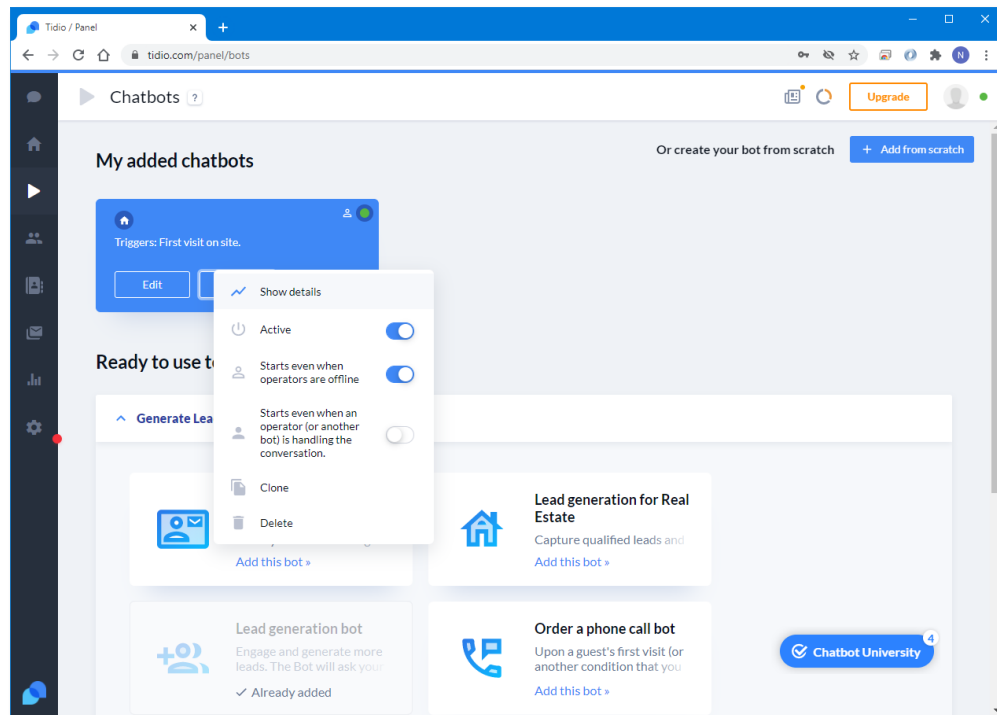 Tidio / Panel
tidio.com/panel/bots
N
Chatbots ?
Upgrade
My added chatbots
Or create your bot from scratch
+ Add from scratch
Triggers: First visit on site.
Edit
Show details
Active
Starts even when
operators are offline
Starts even when an
operator (or another
bot) is handling the
conversation.
Clone
Delete
Ready to use
Generate
Add this bot »
Lead generation for Real
Estate
Capture qualified leads and
Add this bot »
Lead generation bot
Engage and generate more
leads. The Bot will ask your
Already added
Order a phone call bot
Upon a guest's first visit (or
another condition that you
Add this bot »
Chatbot University
4